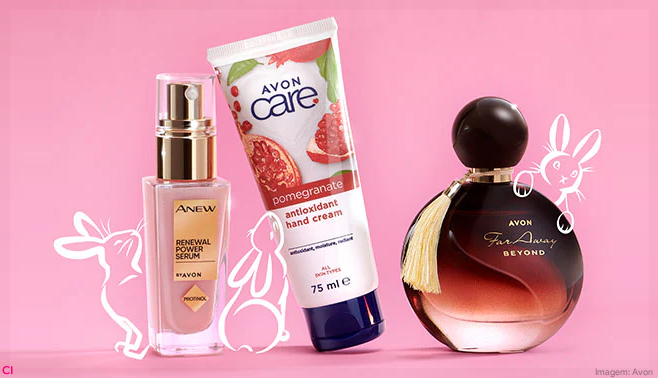 ANEW
RENEWAL
POWER
SERUM
BY AVON
PROTINOL
AVON
care
pomegranate
antioxidant
hand cream
antioxidant, moisture, radiant
ALL
SKIN TYPES
75 ml e
AVON
Far Away
BEYOND
CI
Imagem: Avon